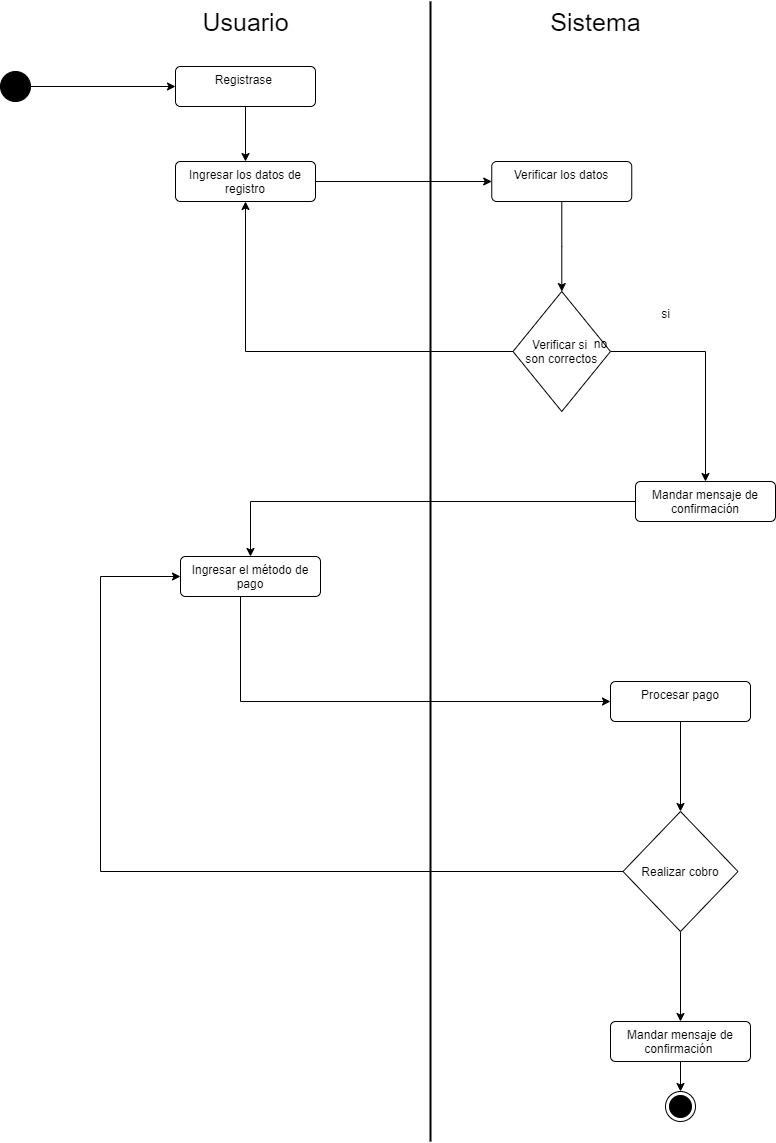 Usuario
Sistema
Registrase
Ingresar los datos de
registro
Verificar los datos
si
Verificar si
no
son correctos
Mandar mensaje de
confirmación
Ingresar el método de
pago
Procesar pago
Realizar cobro
Mandar mensaje de
confirmación